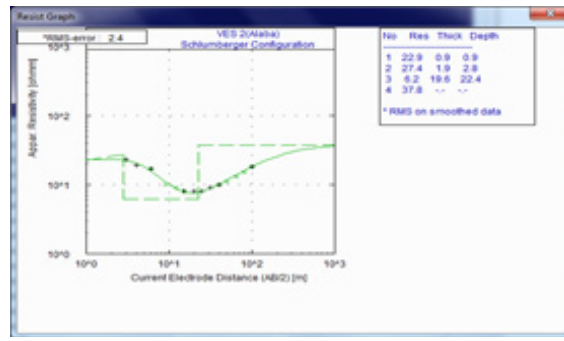 Resist Graph
*RMS-error: 2.4
VES 2(Alaba)
Schlumberger Configuration
Appar. Resistivity [ohmm]
10^3
10^2
10^1
10^0
10^0 10^1 10^2 10^3
Current Electrode Distance (AB/2) [m]
No Res Thick Depth
1 22.9 0.9 0.9
2 27.4 1.9 2.8
3 6.2 19.6 22.4
4 37.8 -.- -.-
* RMS on smoothed data